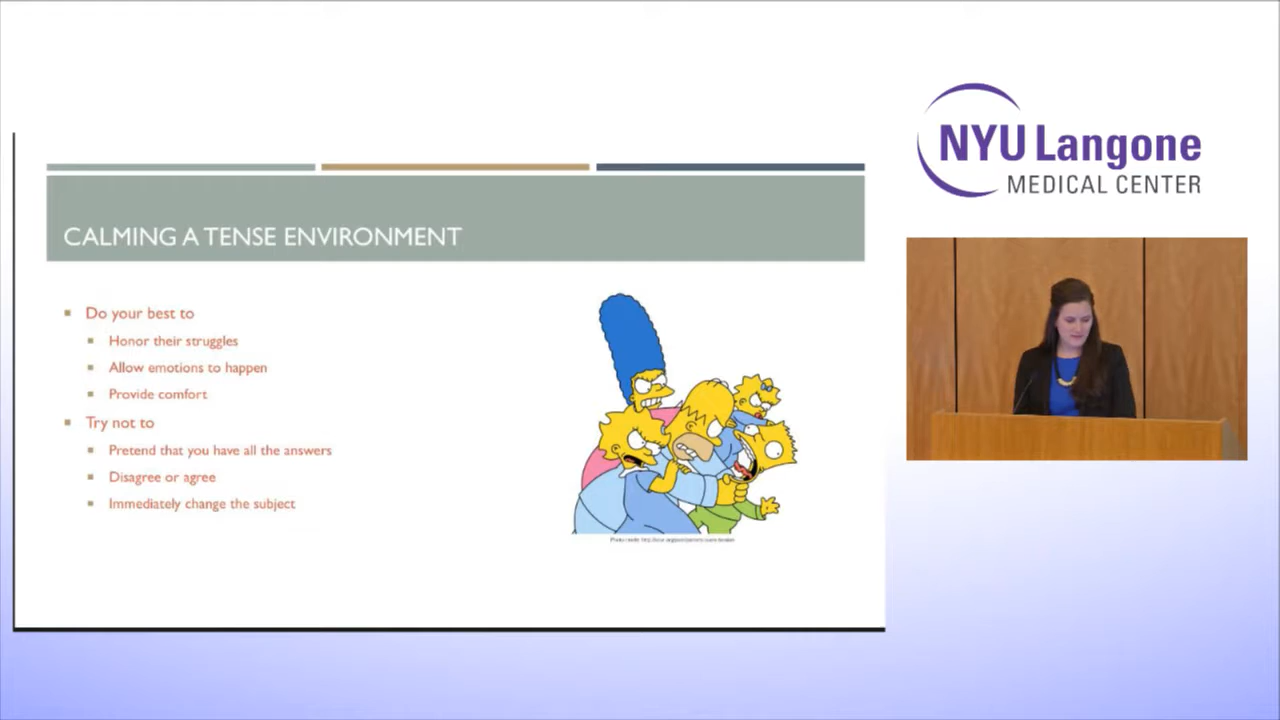 NYU Langone
MEDICAL CENTER
CALMING A TENSE ENVIRONMENT
Do your best to
Honor their struggles
Allow emotions to happen
Provide comfort
Try not to
Pretend that you have all the answers
Disagree or agree
Immediately change the subject